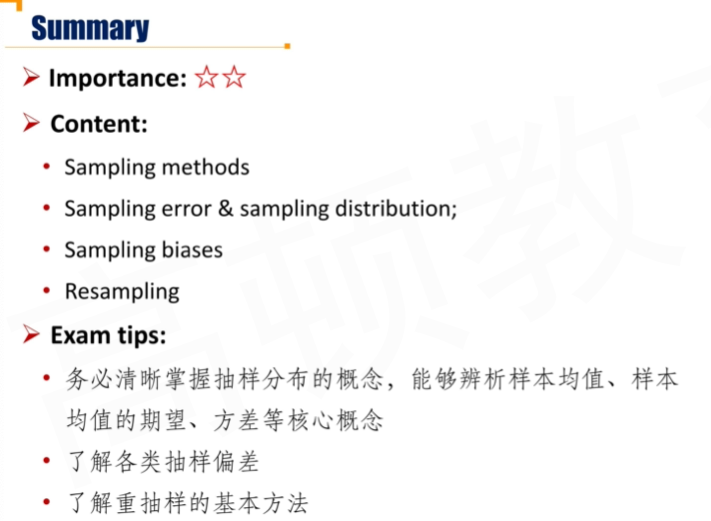 Summary
Importance: ☆☆
Content:
Sampling methods
Sampling error & sampling distribution;
Sampling biases
Resampling
Exam tips:
务必清晰掌握抽样分布的概念，能够辨析样本均值、样本
均值的期望、方差等核心概念
了解各类抽样偏差
了解重抽样的基本方法
高顿教